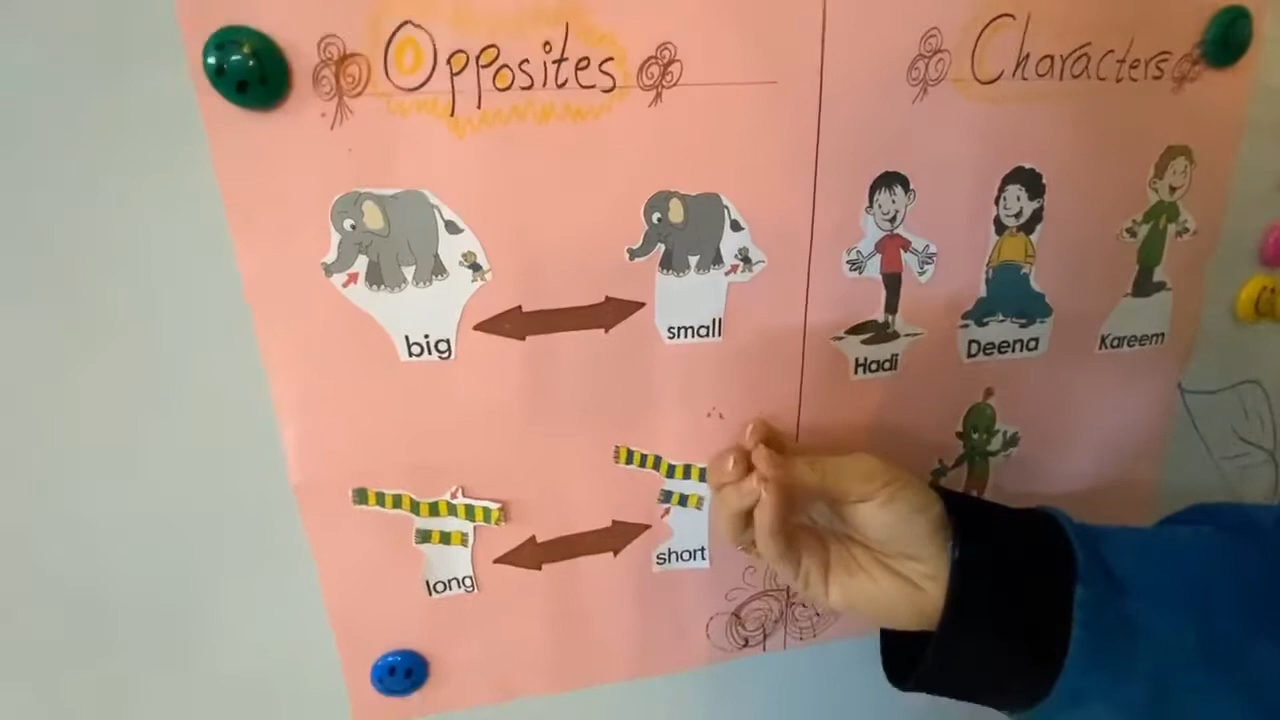 Opposites
big
small
long
short
Characters
Hadi
Deena
Kareem